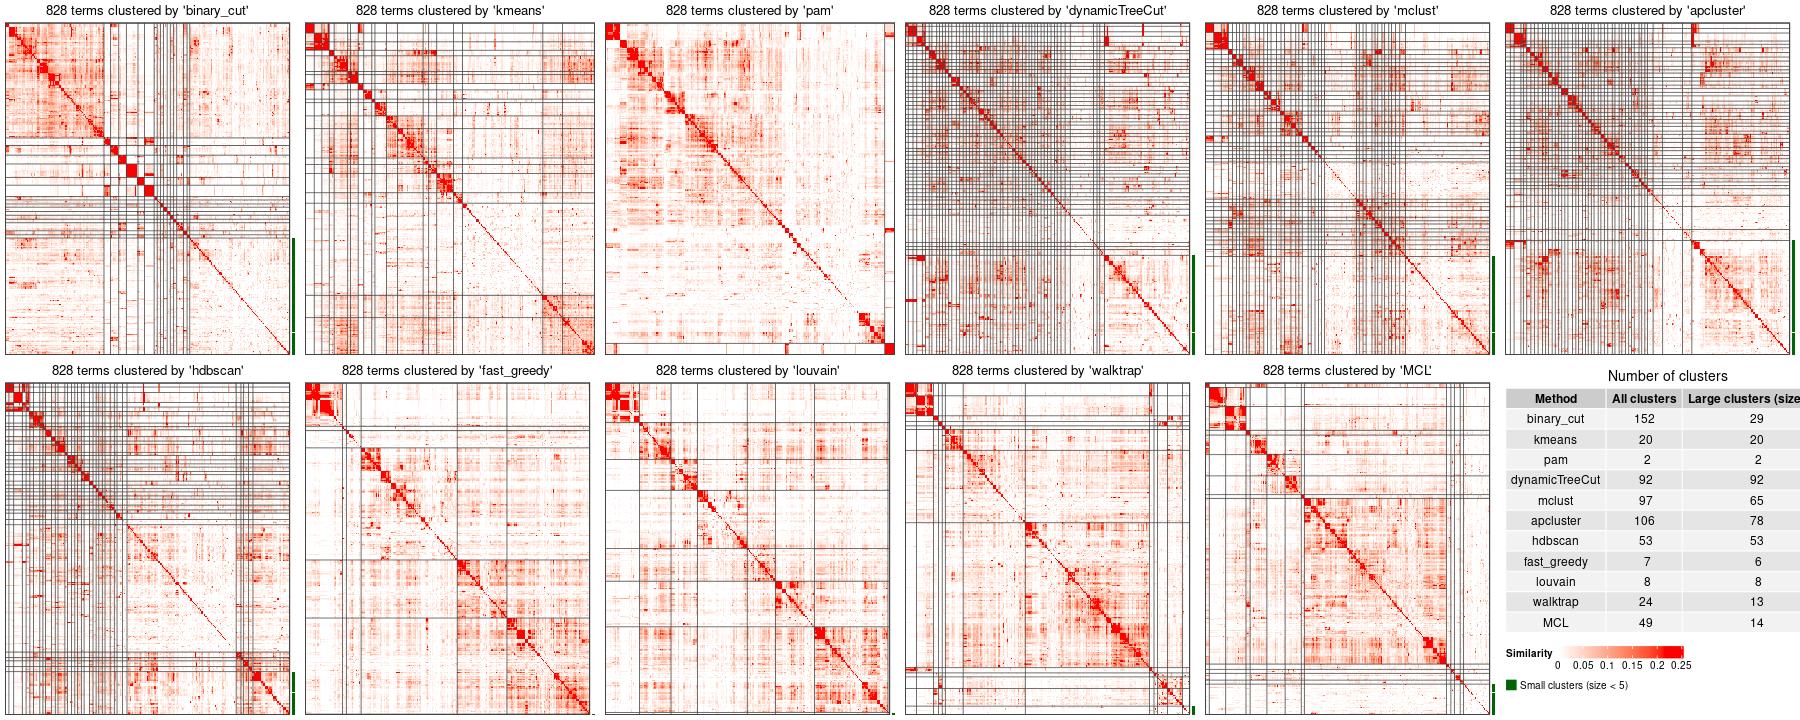 828 terms clustered by 'binary_cut'
828 terms clustered by 'kmeans'
828 terms clustered by 'pam'
828 terms clustered by 'dynamicTreeCut'
828 terms clustered by 'mclust'
828 terms clustered by 'apcluster'
828 terms clustered by 'hdbscan'
828 terms clustered by 'fast_greedy'
828 terms clustered by 'louvain'
828 terms clustered by 'walktrap'
828 terms clustered by 'MCL'
Number of clusters
Method All clusters Large clusters (size
binary_cut 152 29
kmeans 20 20
pam 2 2
dynamicTreeCut 92 92
mclust 97 65
apcluster 106 78
hdbscan 53 53
fast_greedy 7 6
louvain 8 8
walktrap 24 13
MCL 49 14
Similarity
0 0.05 0.1 0.15 0.2 0.25
Small clusters (size < 5)